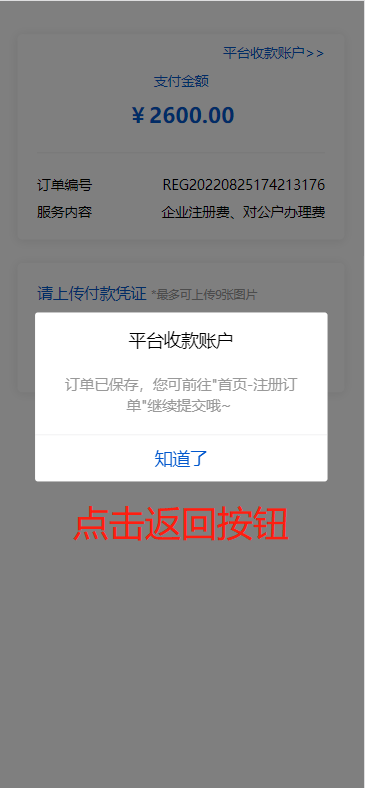 平台收款账户>>
支付金额
￥2600.00
订单编号 REG20220825174213176
服务内容 企业注册费、对公户办理费
请上传付款凭证 *最多可上传9张图片
平台收款账户
订单已保存，您可前往"首页-注册订
单"继续提交哦~
知道了
点击返回按钮